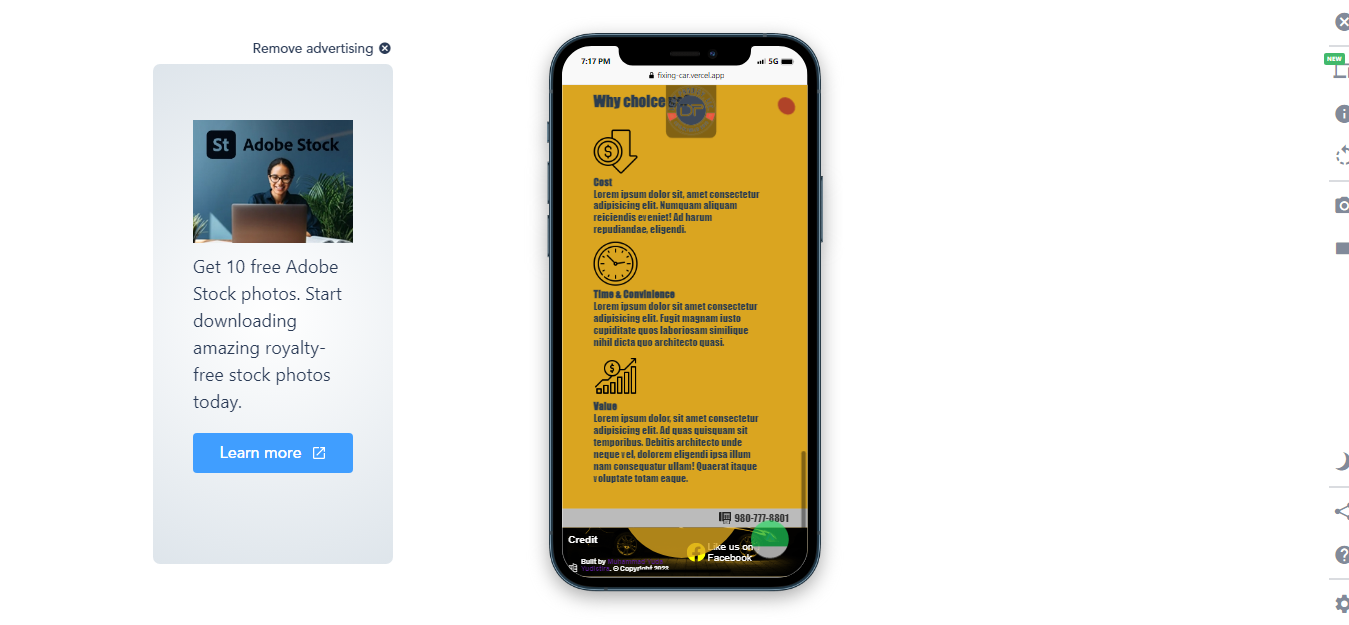 Remove advertising
St Adobe Stock
Get 10 free Adobe
Stock photos. Start
downloading
amazing royalty-
free stock photos
today.
Learn more
7:17 PM
5G
fixing-car.vercel.app
Why choice
DF
Cost
Lorem ipsum dolor sit, amet consectetur
adipisicing elit. Numquam aliquam
reiciendis eveniet! Ad harum
repudiandae, eligendi.
Time & Convinience
Lorem ipsum dolor sit amet consectetur
adipisicing elit. Fugit magnam iusto
cupiditate quos laboriosam similique
nihil dicta quo architecto quasi.
Value
Lorem ipsum dolor, sit amet consectetur
adipisicing elit. Ad quas quisquam sit
temporibus. Debitis architecto unde
neque vel, dolorem eligendi ipsa illum
nam consequatur ullam! Quaerat itaque
voluptate totam eaque.
980-777-8801
Credit
Like us on
Facebook
Built by Muhammad
. © Copyright 2023
NEW